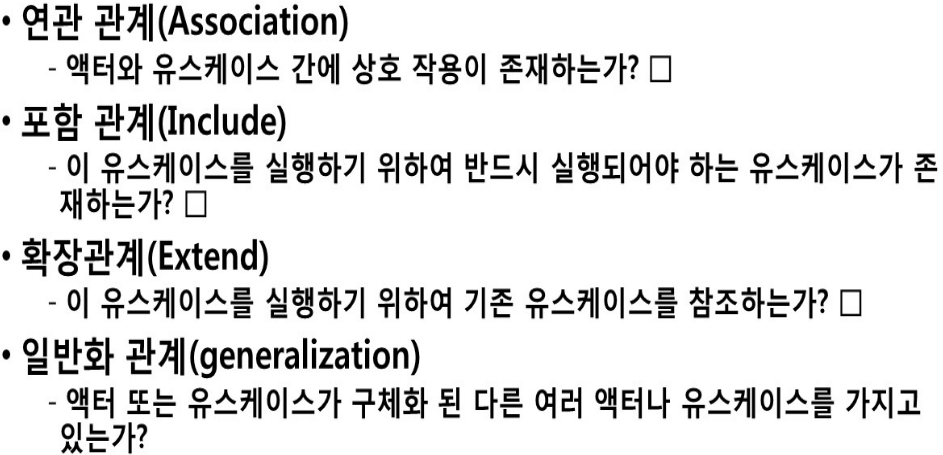 • 연관 관계(Association)
- 액터와 유스케이스 간에 상호 작용이 존재하는가? □
• 포함 관계(Include)
- 이 유스케이스를 실행하기 위하여 반드시 실행되어야 하는 유스케이스가 존
재하는가? □
• 확장관계(Extend)
- 이 유스케이스를 실행하기 위하여 기존 유스케이스를 참조하는가? □
• 일반화 관계(generalization)
- 액터 또는 유스케이스가 구체화 된 다른 여러 액터나 유스케이스를 가지고
있는가?